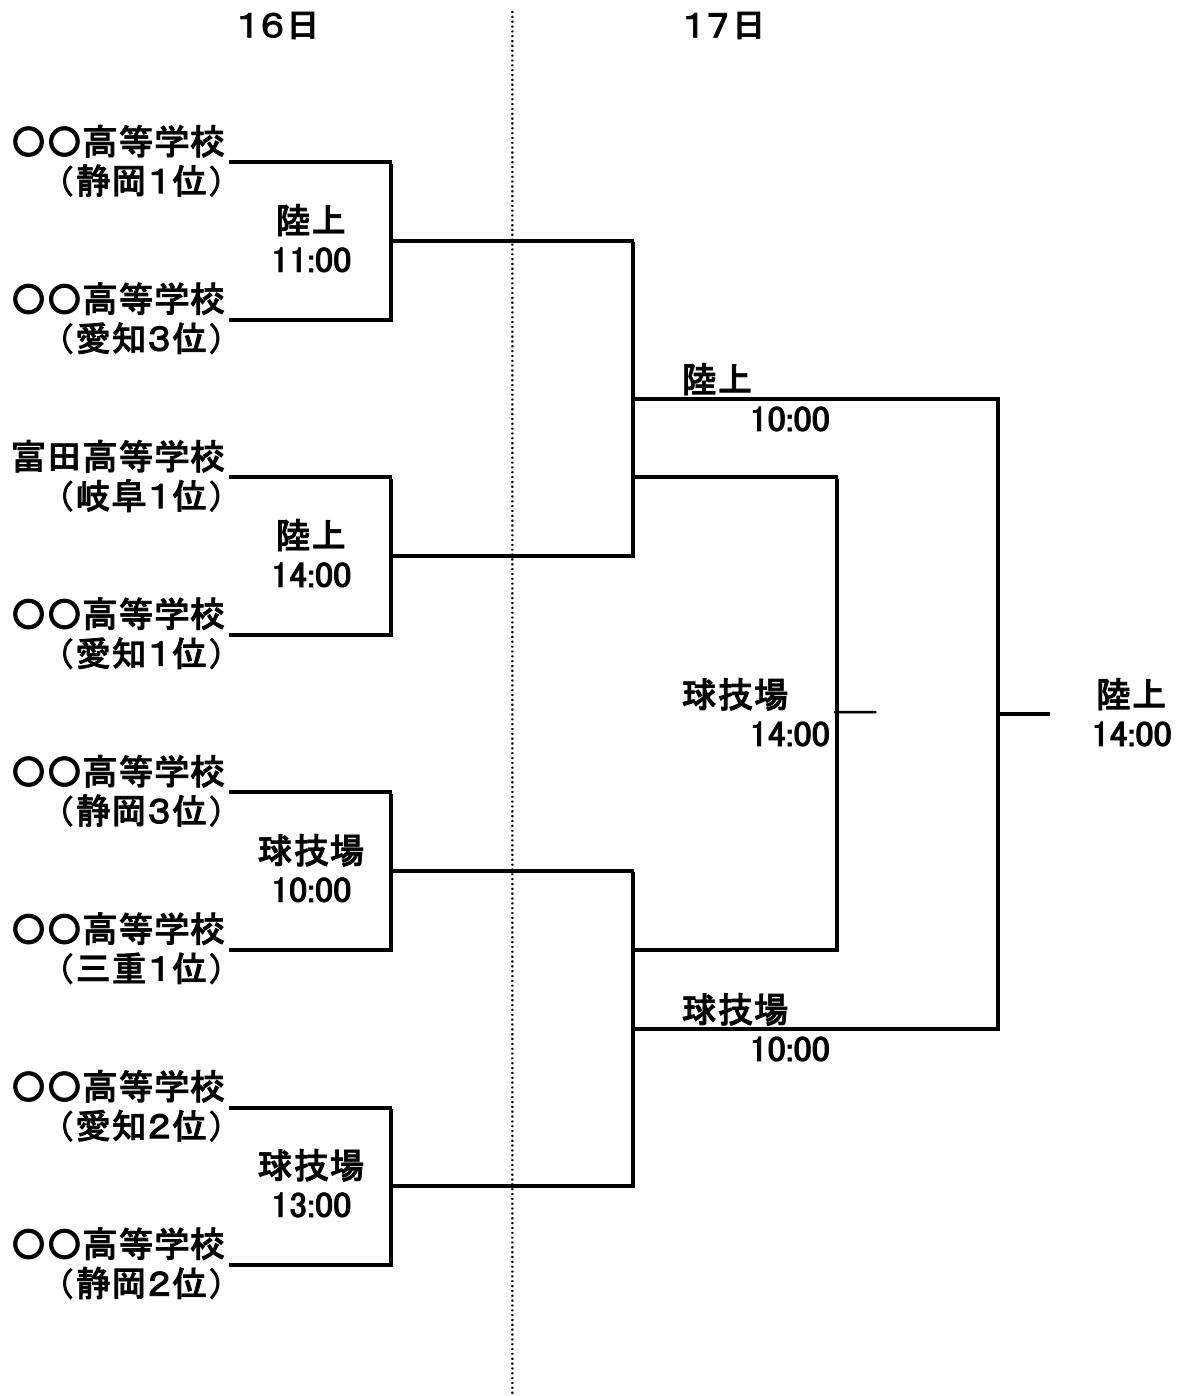 16日
17日
〇〇高等学校
（静岡１位）
陸上
11:00
〇〇高等学校
（愛知３位）
富田高等学校
（岐阜１位）
陸上
14:00
〇〇高等学校
（愛知１位）
〇〇高等学校
（静岡３位）
球技場
10:00
〇〇高等学校
（三重１位）
〇〇高等学校
（愛知２位）
球技場
13:00
〇〇高等学校
（静岡２位）
陸上
10:00
球技場
14:00
球技場
10:00
陸上
14:00